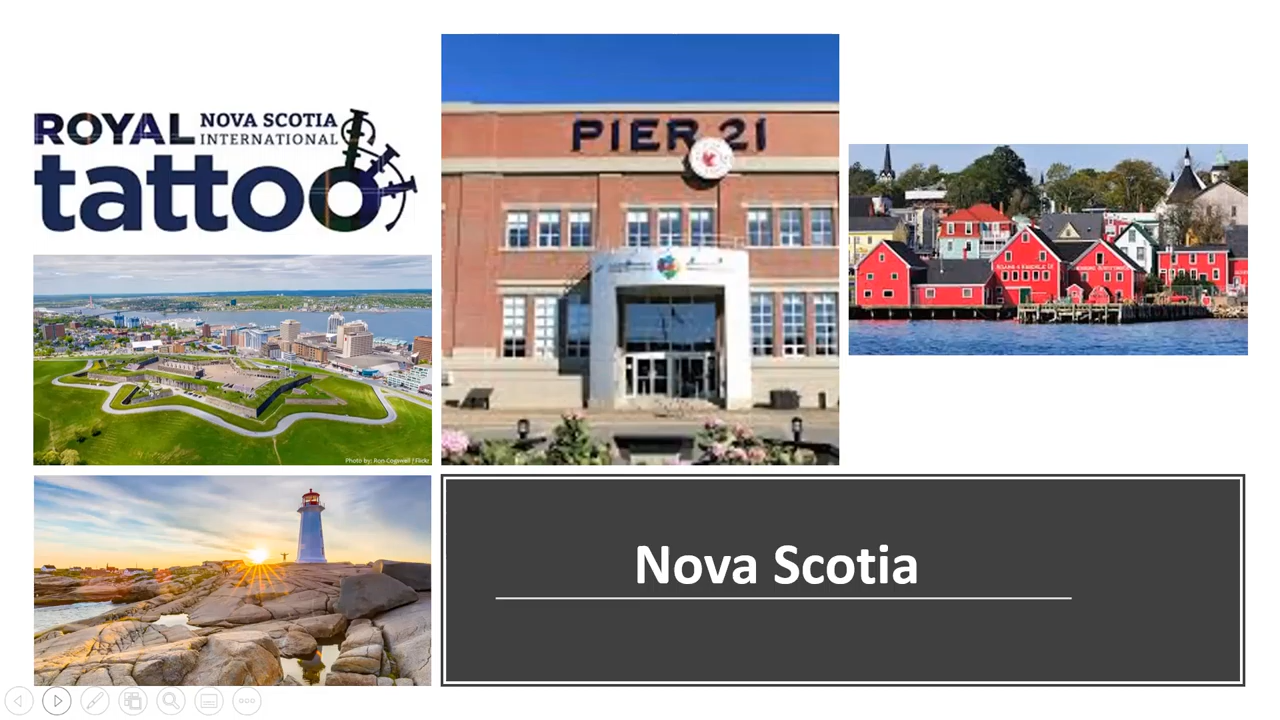 ROYAL NOVA SCOTIA
INTERNATIONAL
tattoo
PIER 21
Photo by: Ron Cogswell / Flickr
Nova Scotia